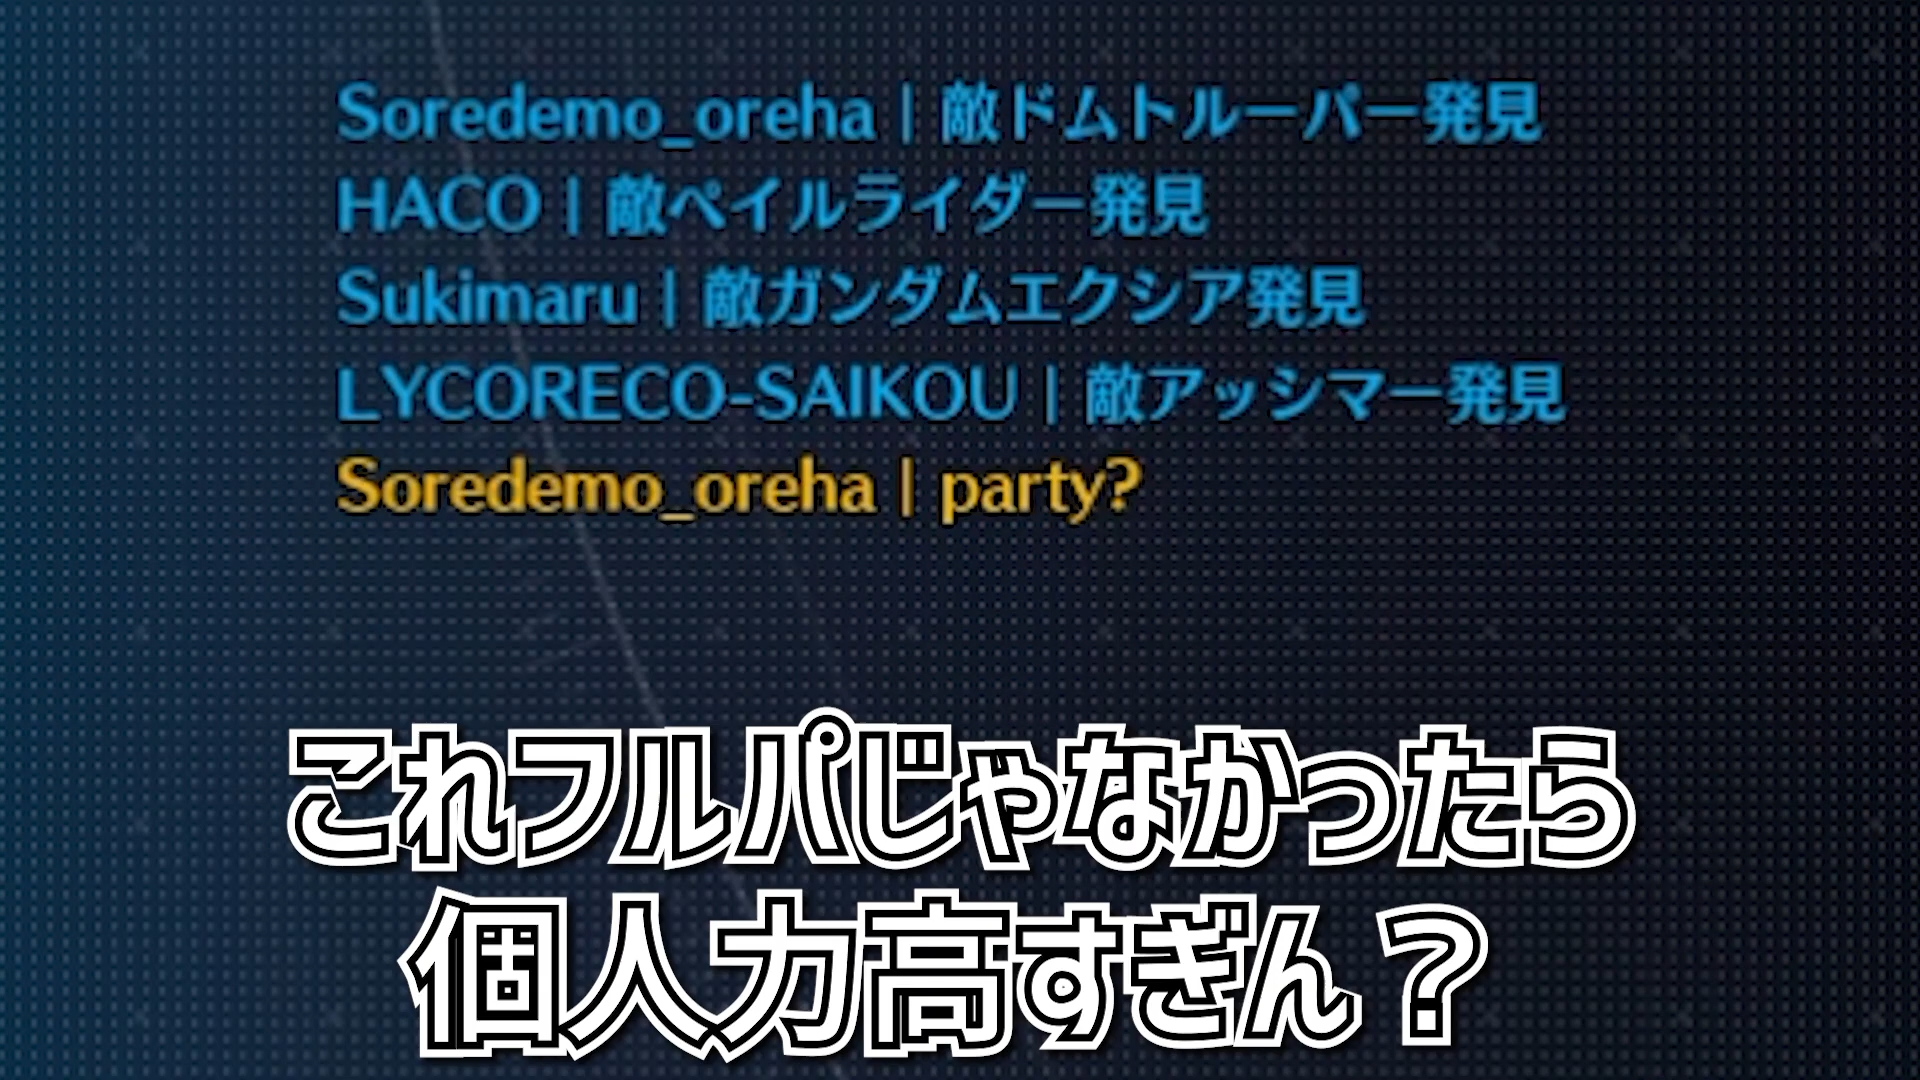 Soredemo_oreha | 敵ドムトルーパー発見
HACO | 敵ペイルライダー発見
Sukimaru | 敵ガンダムエクシア発見
LYCORECO-SAIKOU | 敵アッシマー発見
Soredemo_oreha | party?
これフルパじゃなかったら
個人力高すぎん？